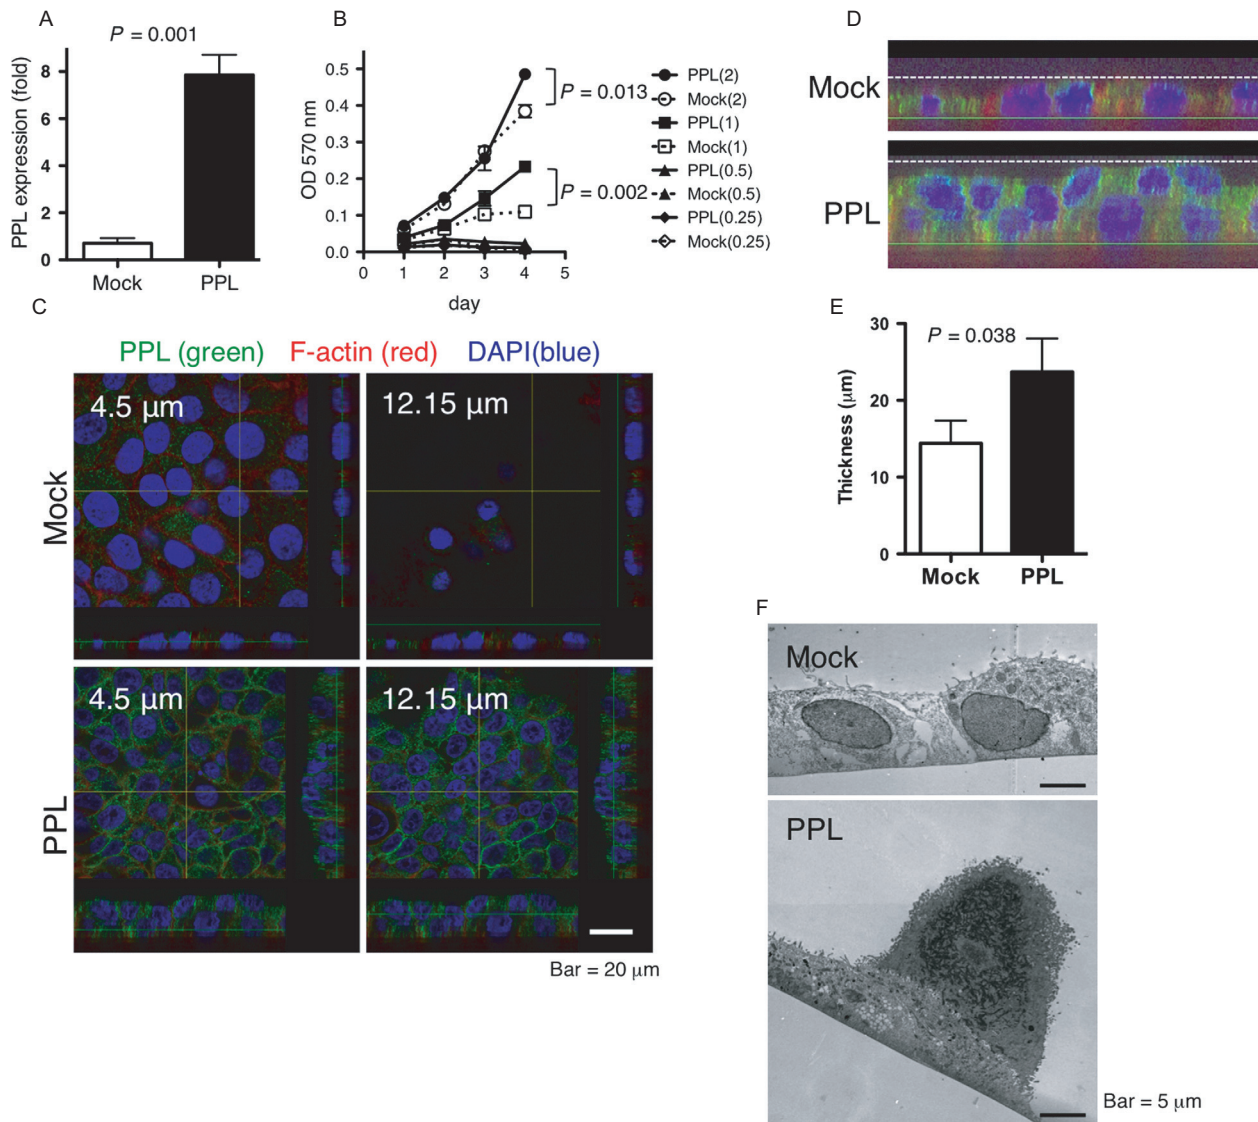 A
P = 0.001
PPL expression (fold)
8
6
4
2
0
Mock
PPL
B
OD 570 nm
0.5
0.4
0.3
0.2
0.1
0.0
0
1
2
3
4
5
day
P = 0.013
P = 0.002
PPL(2)
Mock(2)
PPL(1)
Mock(1)
PPL(0.5)
Mock(0.5)
PPL(0.25)
Mock(0.25)
C
PPL (green)
F-actin (red)
DAPI(blue)
Mock
4.5 μm
12.15 μm
PPL
4.5 μm
12.15 μm
Bar = 20 μm
D
Mock
PPL
E
Thickness (μm)
30
20
10
0
P = 0.038
Mock
PPL
F
Mock
PPL
Bar = 5 μm